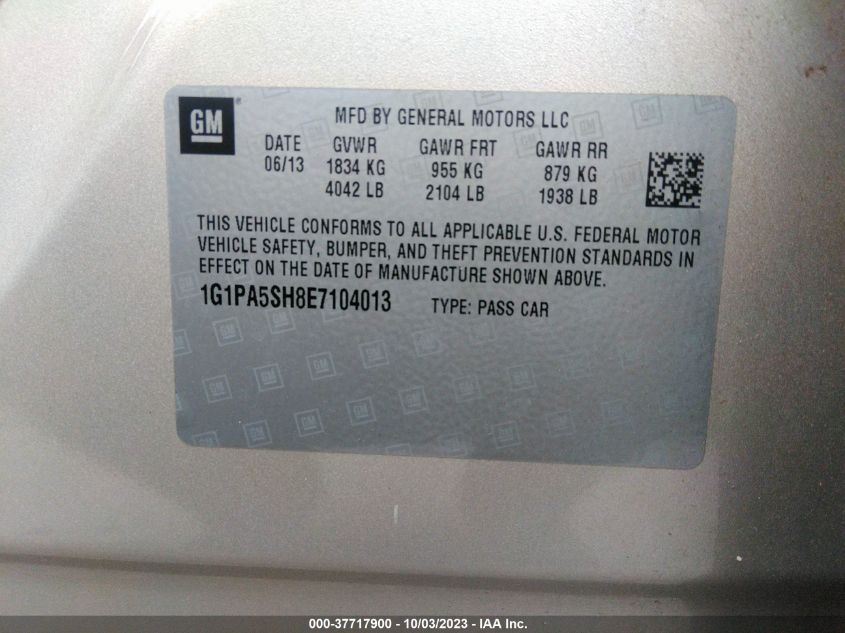 GM
MFD BY GENERAL MOTORS LLC
DATE GVWR GAWR FRT GAWR RR
06/13 1834 KG 955 KG 879 KG
4042 LB 2104 LB 1938 LB
THIS VEHICLE CONFORMS TO ALL APPLICABLE U.S. FEDERAL MOTOR
VEHICLE SAFETY, BUMPER, AND THEFT PREVENTION STANDARDS IN
EFFECT ON THE DATE OF MANUFACTURE SHOWN ABOVE.
1G1PA5SH8E7104013 TYPE: PASS CAR
000-37717900 - 10/03/2023 - IAA Inc.